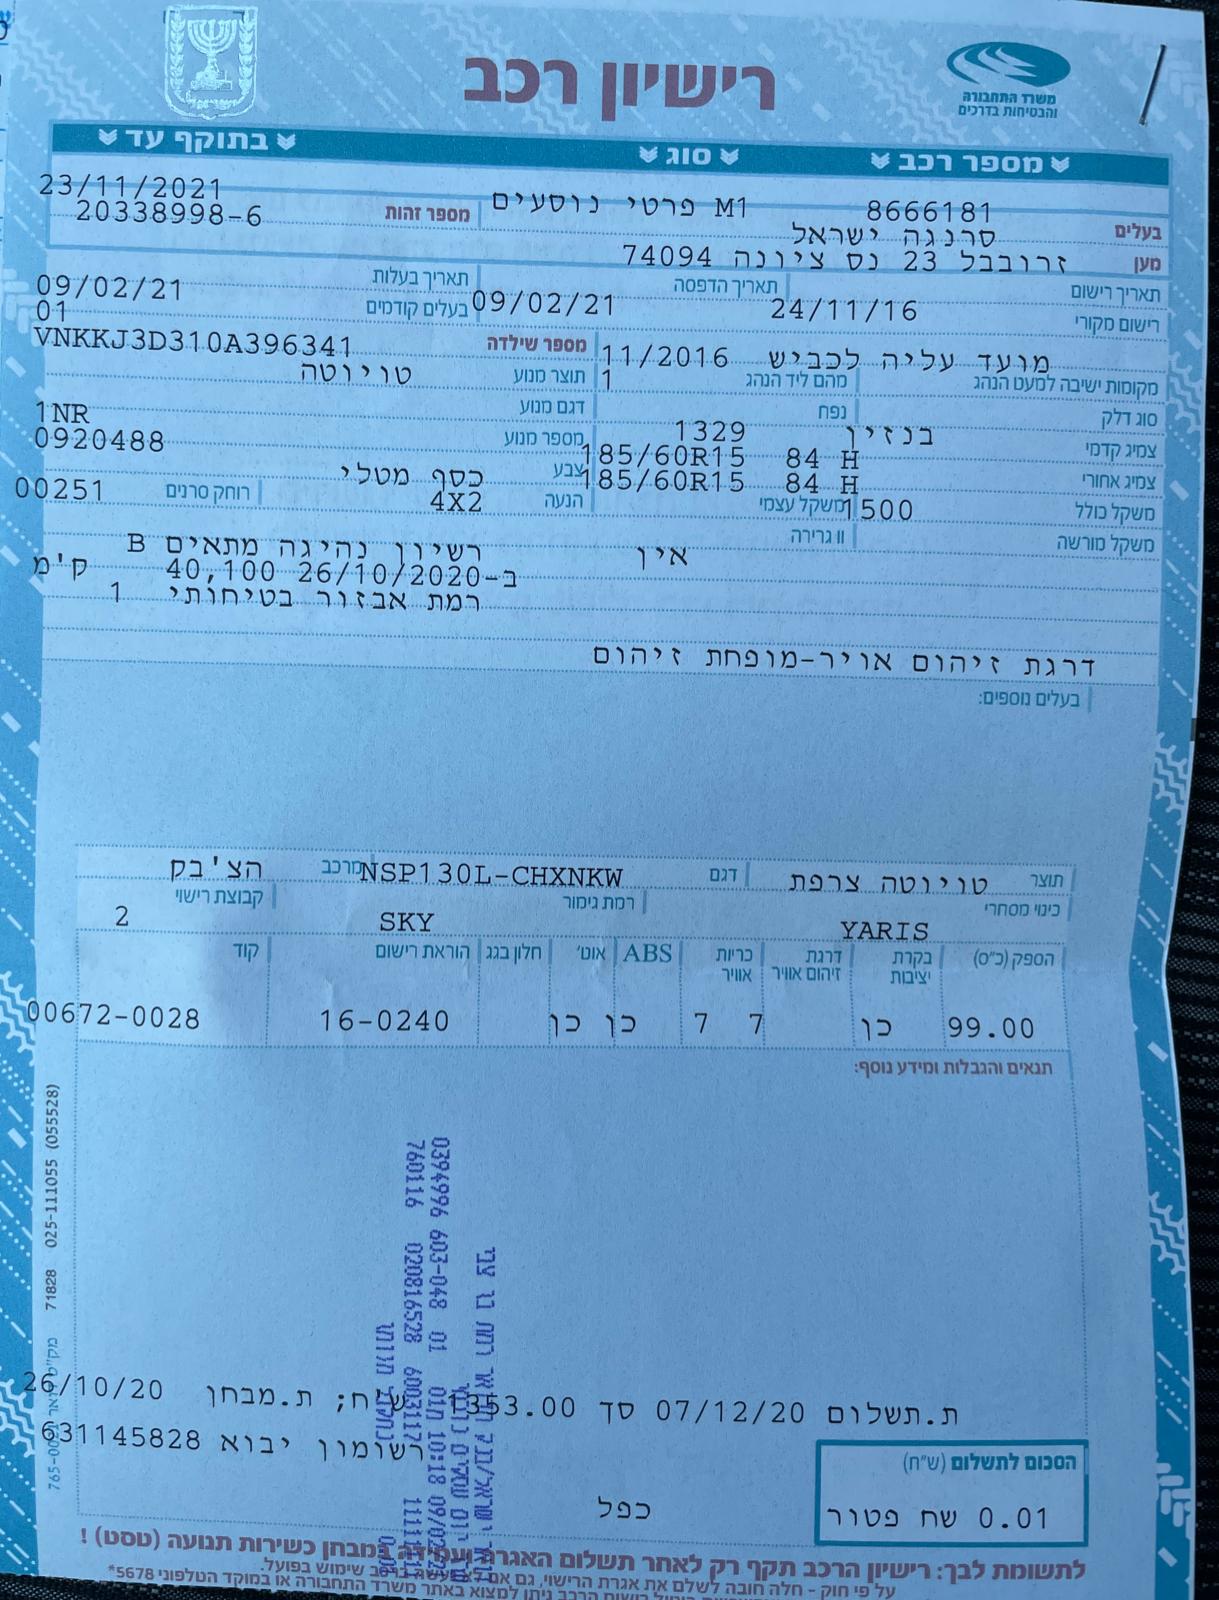 רישיון רכב
משרד התחבורה
והבטיחות בדרכים
מספר רכב סוג בתוקף עד
8666181 M1 פרטי נוסעים 23/11/2021
בעלים סרנגה ישראל מספר זהות 20338998-6
מען זרובבל 23 נס ציונה 74094
תאריך רישום תאריך הדפסה תאריך בעלות 09/02/21
רישום מקורי 24/11/16 09/02/21 בעלים קודמים 01
מועד עליה לכביש 11/2016 מספר שילדה VNKKJ3D310A396341
מקומות ישיבה למעט הנהג מהם ליד הנהג 1 תוצר מנוע טויוטה
סוג דלק בנזין נפח 1329 דגם מנוע 1NR
צמיג קדמי 185/60R15 84 H מספר מנוע 0920488
צמיג אחורי 185/60R15 84 H צבע כסף מטלי
משקל כולל 1500 משקל עצמי הנעה 4X2 רוחק סרנים 00251
משקל מורשה וו גרירה אין רשיון נהיגה מתאים B
ב-26/10/2020 40,100 ק'מ
רמת אבזור בטיחותי 1
דרגת זיהום אויר-מופחת זיהום
בעלים נוספים:
תוצר טויוטה צרפת דגם NSP130L-CHXNKW מרכב הצ'בק
כינוי מסחרי YARIS רמת גימור SKY קבוצת רישוי 2
הספק (כ״ס) בקרת יציבות דרגת זיהום אוויר כריות אוויר ABS אוט׳ חלון בגג הוראת רישום קוד
99.00 כן 7 7 כן כן 16-0240 00672-0028
תנאים והגבלות ומידע נוסף:
71828 025-111055 (055528)
0394996 603-048 01 10:18
760116 020816528 6003117
ת.תשלום 07/12/20 סך 1353.00 ש'ח; ת.מבחן 26/10/20
רשומון יבוא 631145828
הסכום לתשלום (ש״ח)
0.01 שח פטור
כפל
לתשומת לבך: רישיון הרכב תקף רק לאחר תשלום האגרה ועמידה במבחן כשירות תנועה (טסט) !
על פי חוק - חלה חובה לשלם את אגרת הרישוי, גם אם לא נעשה ברכב שימוש בפועל.
ניתן למצוא באתר משרד התחבורה או במוקד הטלפוני 5678*